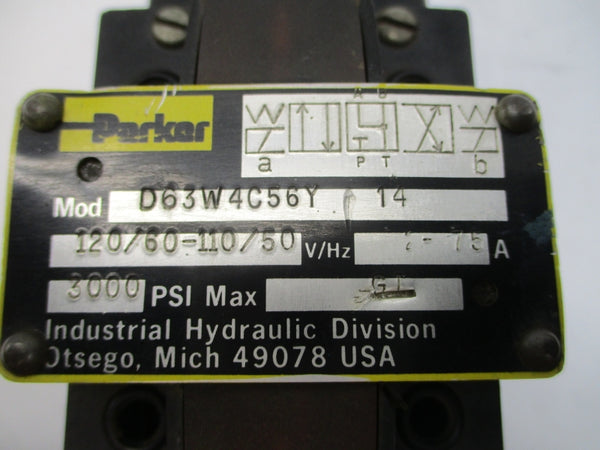 Parker
A B
P T
a b
Mod D63W4C56Y 14
120/60-110/50 V/Hz 75 A
3000 PSI Max
Industrial Hydraulic Division
Otsego, Mich 49078 USA